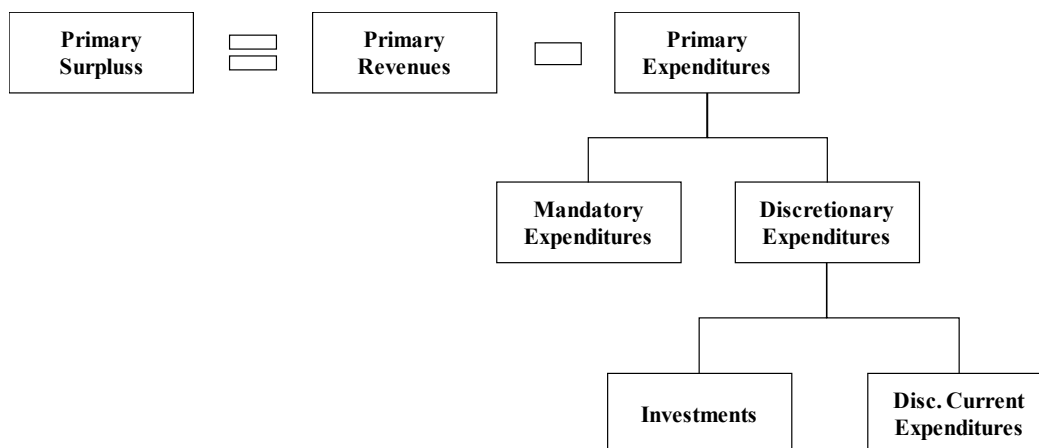 Primary
Surpluss
Primary
Revenues
Primary
Expenditures
Mandatory
Expenditures
Discretionary
Expenditures
Investments
Disc. Current
Expenditures